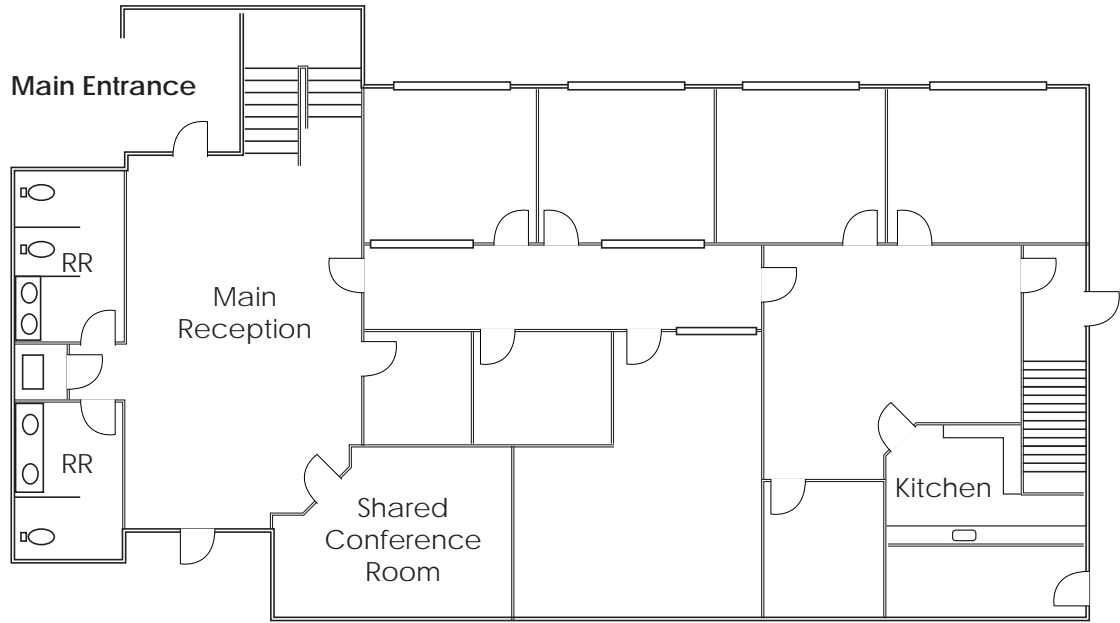 Main Entrance
RR
Main
Reception
RR
Shared
Conference
Room
Kitchen